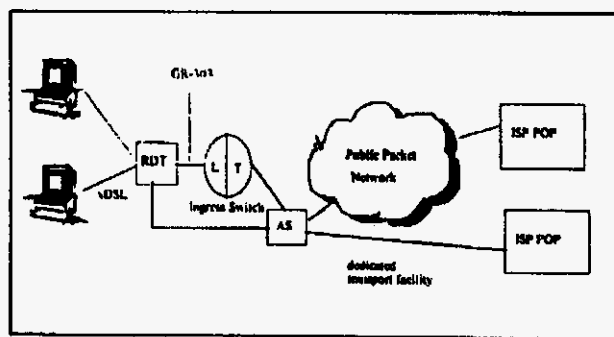 GR-303
RDT
L T
Ingress Switch
xDSL
AS
Public Packet
Network
ISP POP
ISP POP
dedicated
transport facility